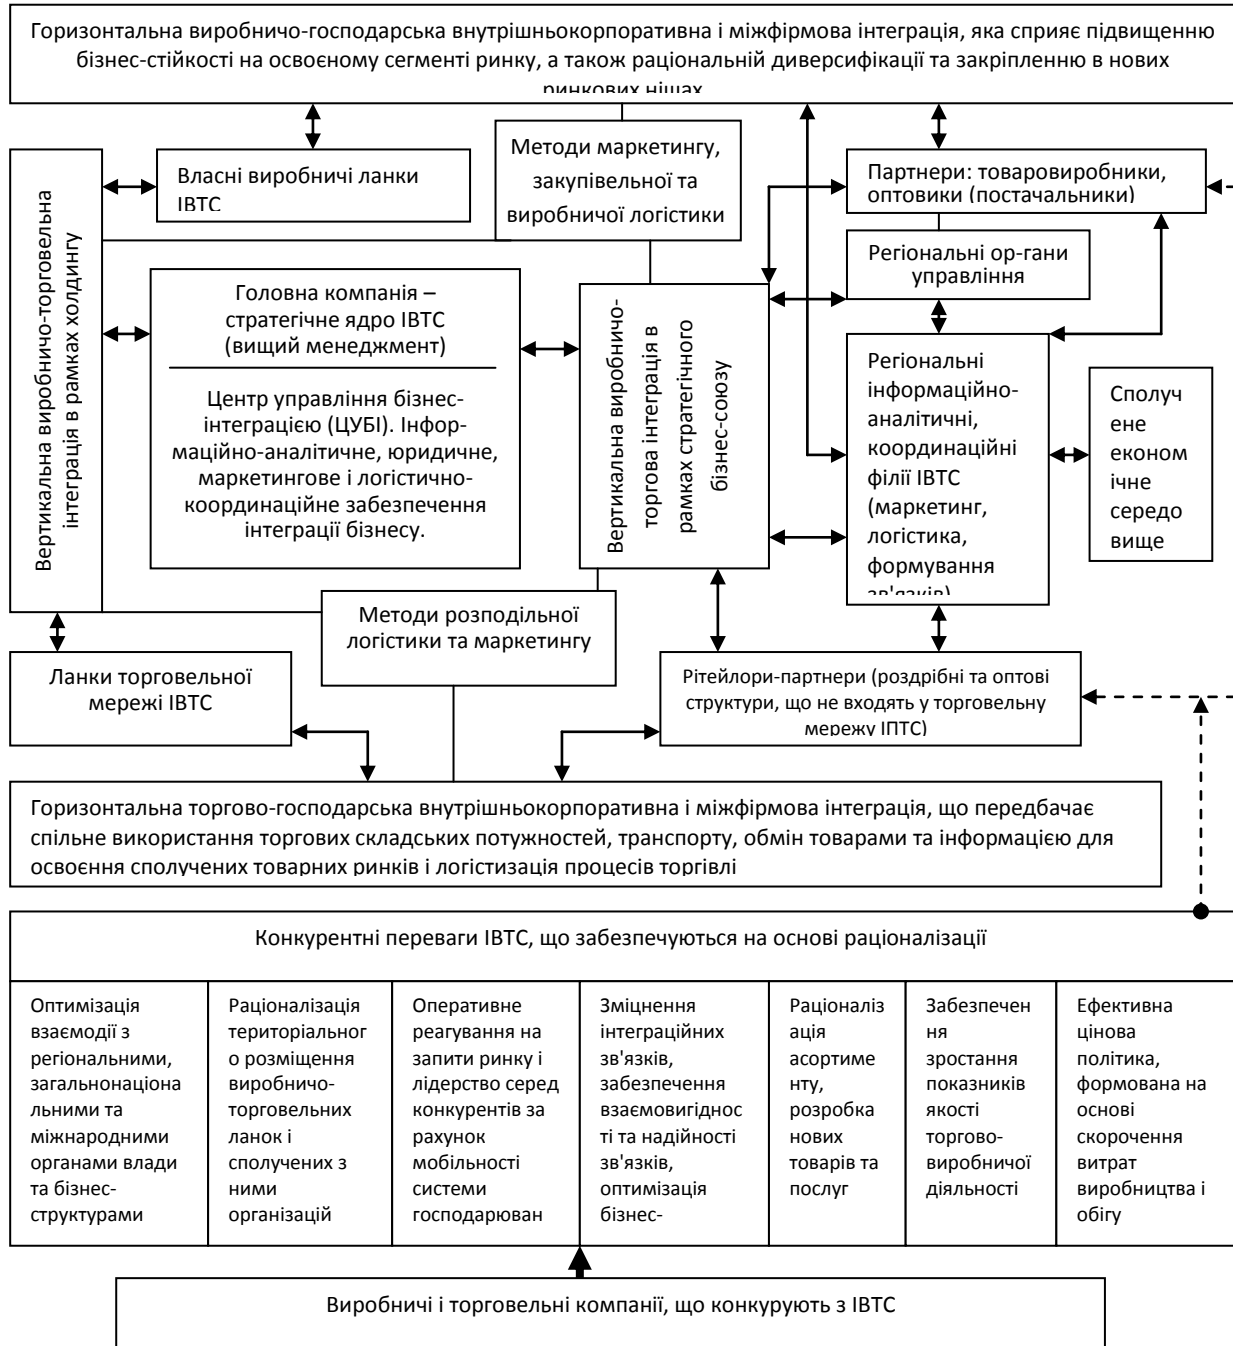 Горизонтальна виробничо-господарська внутрішньокорпоративна і міжфірмова інтеграція, яка сприяє підвищенню
бізнес-стійкості на освоєному сегменті ринку, а також раціональній диверсифікації та закріпленню в нових
ринкових нішах
Вертикальна виробничо-торговельна
інтеграція в рамках холдингу
Власні виробничі ланки
ІВТС
Методи маркетингу,
закупівельної та
виробничої логістики
Партнери: товаровиробники,
оптовики (постачальники)
Регіональні ор-гани
управління
Головна компанія –
стратегічне ядро ІВТС
(вищий менеджмент)
Центр управління бізнес-
інтеграцією (ЦУБІ). Інфор-
маційно-аналітичне, юридичне,
маркетингове і логістично-
координаційне забезпечення
інтеграції бізнесу.
Вертикальна виробничо-
торгова інтеграція в
рамках стратегічного
бізнес-союзу
Регіональні
інформаційно-
аналітичні,
координаційні
філії ІВТС
(маркетинг,
логістика,
формування
зв'язків)
Сполуч
ене
економ
ічне
середо
вище
Методи розподільної
логістики та маркетингу
Ланки торговельної
мережі ІВТС
Рітейлори-партнери (роздрібні та оптові
структури, що не входять у торговельну
мережу ІПТС)
Горизонтальна торгово-господарська внутрішньокорпоративна і міжфірмова інтеграція, що передбачає
спільне використання торгових складських потужностей, транспорту, обмін товарами та інформацією для
освоєння сполучених товарних ринків і логістизація процесів торгівлі
Конкурентні переваги ІВТС, що забезпечуються на основі раціоналізації
Оптимізація
взаємодії з
регіональними,
загальнонаціона
льними та
міжнародними
органами влади
та бізнес-
структурами
Раціоналізація
територіальног
о розміщення
виробничо-
торговельних
ланок і
сполучених з
ними
організацій
Оперативне
реагування на
запити ринку і
лідерство серед
конкурентів за
рахунок
мобільності
системи
господарюван
Зміцнення
інтеграційних
зв'язків,
забезпечення
взаємовигіднос
ті та надійності
зв'язків,
оптимізація
бізнес-
Раціоналіз
ація
асортиме
нту,
розробка
нових
товарів та
послуг
Забезпечен
ня
зростання
показників
якості
торгово-
виробничої
діяльності
Ефективна
цінова
політика,
формована на
основі
скорочення
витрат
виробництва і
обігу
Виробничі і торговельні компанії, що конкурують з ІВТС